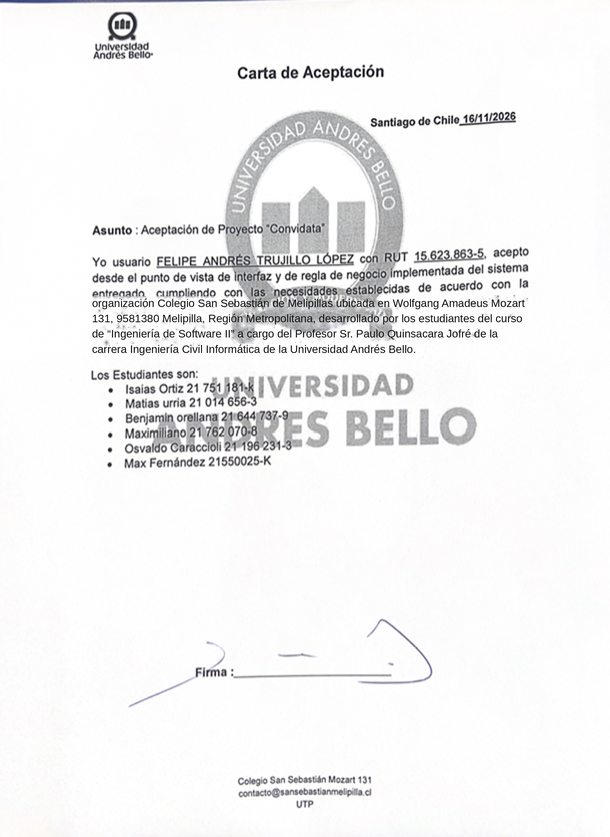 Universidad
Andrés Bello
Carta de Aceptación
Santiago de Chile 16/11/2026
UNIVERSIDAD ANDRES BELLO
Asunto : Aceptación de Proyecto "Convidata"
Yo usuario FELIPE ANDRÉS TRUJILLO LÓPEZ con RUT 15.623.863-5, acepto
desde el punto de vista de interfaz y de regla de negocio implementada del sistema
entregado, cumpliendo con las necesidades establecidas de acuerdo con la
organización Colegio San Sebastián de Melipillas ubicada en Wolfgang Amadeus Mozart
131, 9581380 Melipilla, Región Metropolitana, desarrollado por los estudiantes del curso
de "Ingeniería de Software II" a cargo del Profesor Sr. Paulo Quinsacara Jofré de la
carrera Ingeniería Civil Informática de la Universidad Andrés Bello.
Los Estudiantes son:
• Isaias Ortiz 21 751 181-k
• Matias urria 21 014 656-3
• Benjamin orellana 21 644 737-9
• Maximiliano 21 762 070-8
• Osvaldo Caraccioli 21 196 231-3
• Max Fernández 21550025-K
UNIVERSIDAD
ANDRES BELLO
Firma :
Colegio San Sebastián Mozart 131
contacto@sansebastianmelipilla.cl
UTP